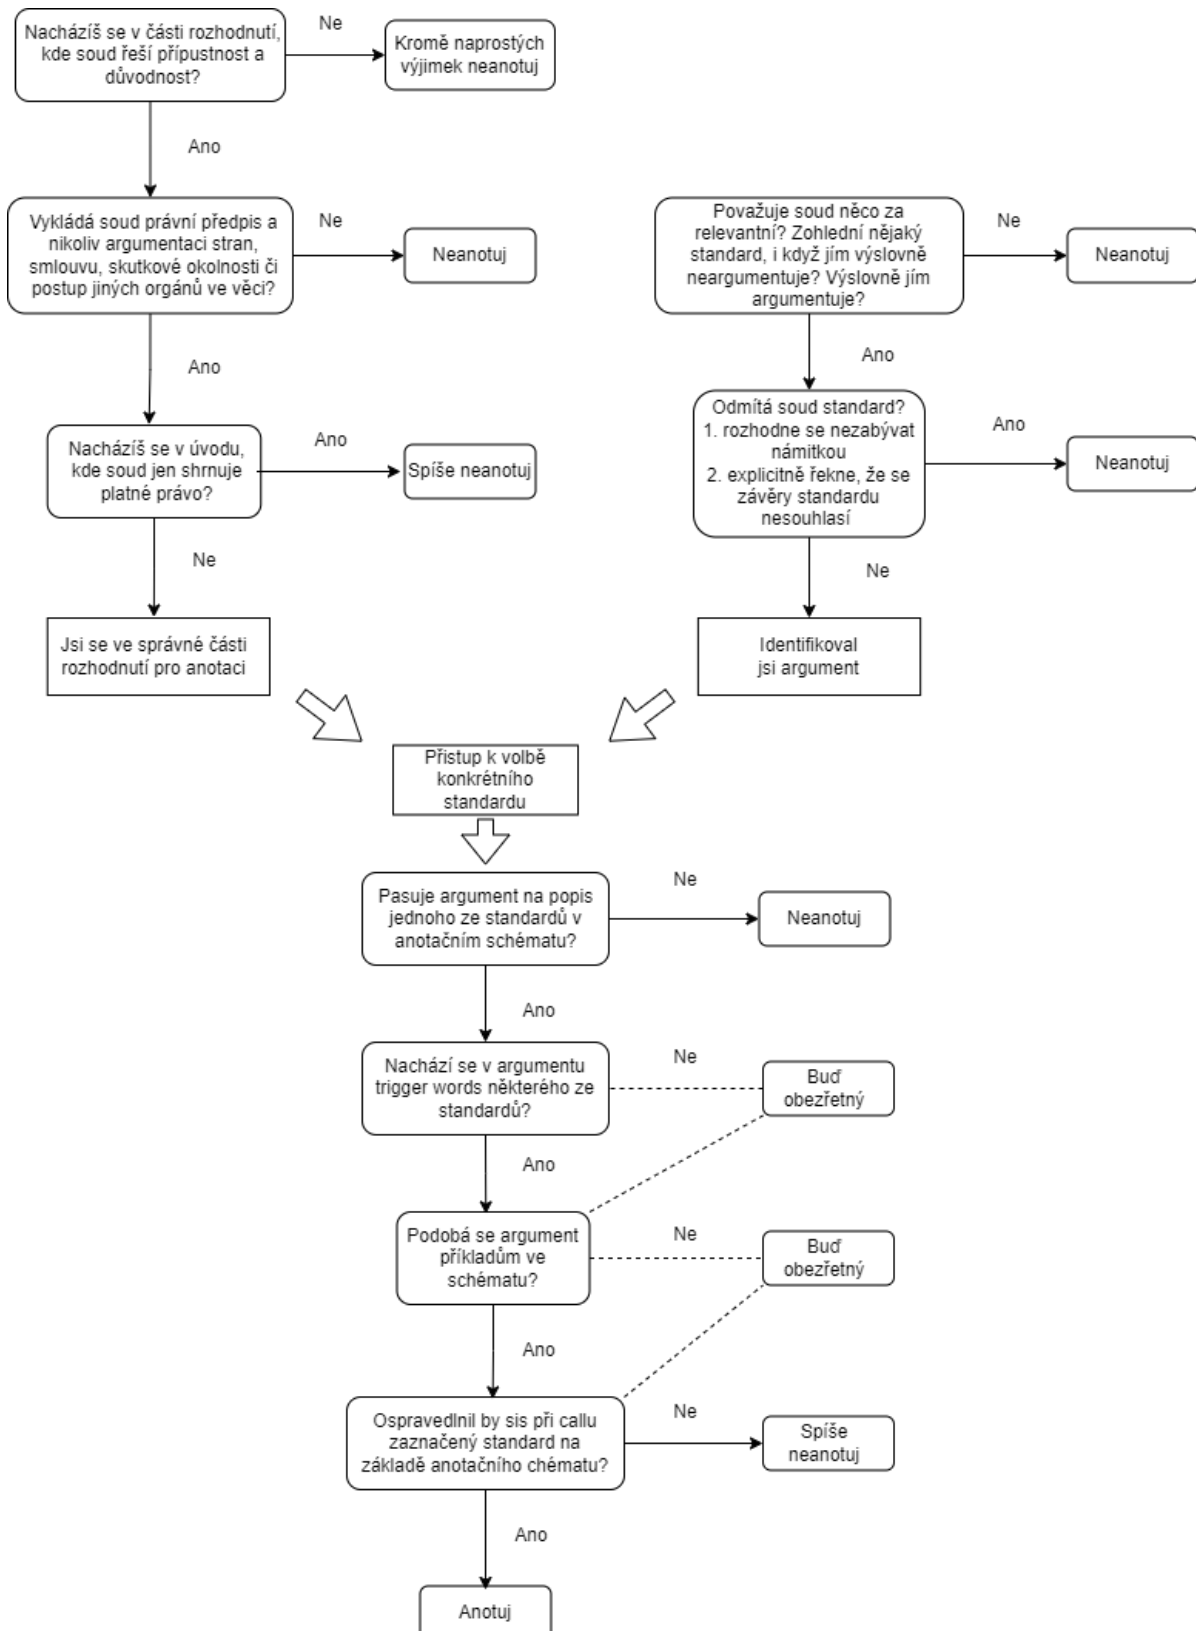 Nacházíš se v části rozhodnutí,
kde soud řeší přípustnost a
důvodnost?
Ne
Kromě naprostých
výjimek neanotuj
Ano
Vykládá soud právní předpis a
nikoliv argumentaci stran,
smlouvu, skutkové okolnosti či
postup jiných orgánů ve věci?
Ne
Neanotuj
Ano
Nacházíš se v úvodu,
kde soud jen shrnuje
platné právo?
Ano
Spíše neanotuj
Ne
Jsi se ve správné části
rozhodnutí pro anotaci
Považuje soud něco za
relevantní? Zohlední nějaký
standard, i když jím výslovně
neargumentuje? Výslovně jím
argumentuje?
Ne
Neanotuj
Ano
Odmítá soud standard?
1. rozhodne se nezabývat
námitkou
2. explicitně řekne, že se
závěry standardu
nesouhlasí
Ano
Neanotuj
Ne
Identifikoval
jsi argument
Přistup k volbě
konkrétního
standardu
Pasuje argument na popis
jednoho ze standardů v
anotačním schématu?
Ne
Neanotuj
Ano
Nachází se v argumentu
trigger words některého ze
standardů?
Ne
Buď
obezřetný
Ano
Podobá se argument
příkladům ve
schématu?
Ne
Buď
obezřetný
Ano
Ospravedlnil by sis při callu
zaznačený standard na
základě anotačního chématu?
Ne
Spíše
neanotuj
Ano
Anotuj